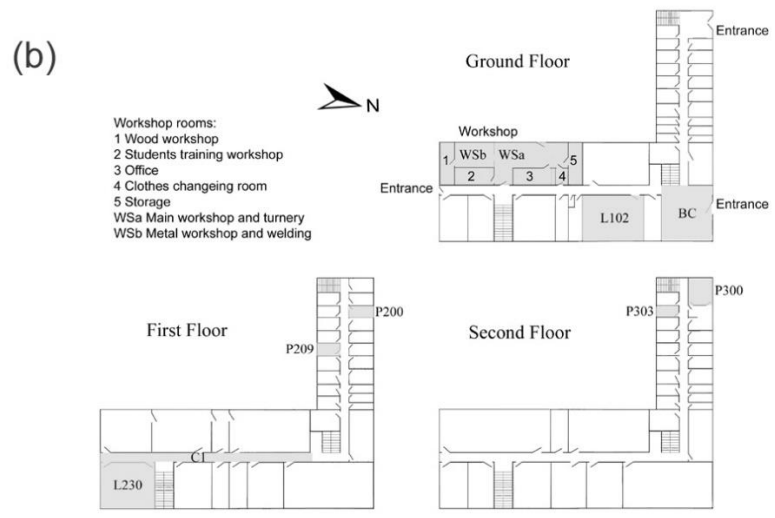 (b)
Entrance
Ground Floor
N
Workshop rooms:
1 Wood workshop
2 Students training workshop
3 Office
4 Clothes changeing room
5 Storage
WSa Main workshop and turnery
WSb Metal workshop and welding
Workshop
1 WSb WSa 5
2 3 4
Entrance
L102 BC Entrance
First Floor
P200
P209
C1
L230
Second Floor
P300
P303